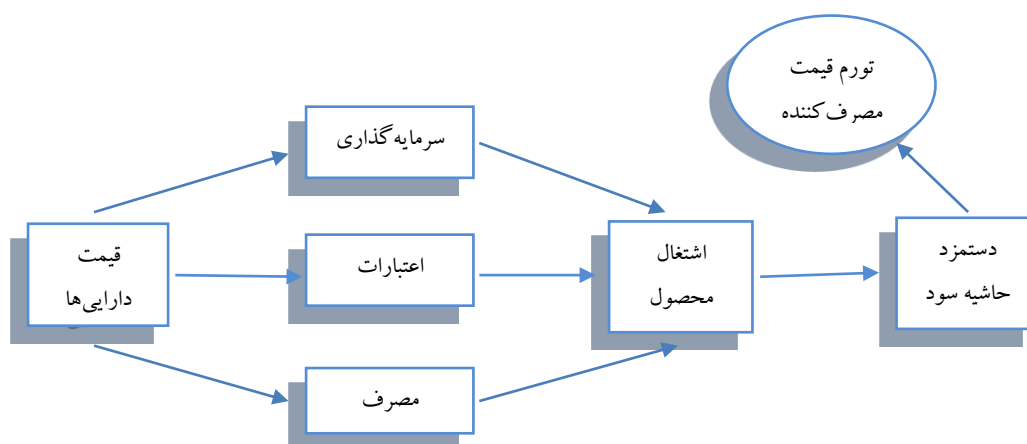 تورم قیمت
مصرف‌کننده
سرمایه‌گذاری
قیمت
دارایی‌ها
اعتبارات
اشتغال
محصول
دستمزد
حاشیه سود
مصرف